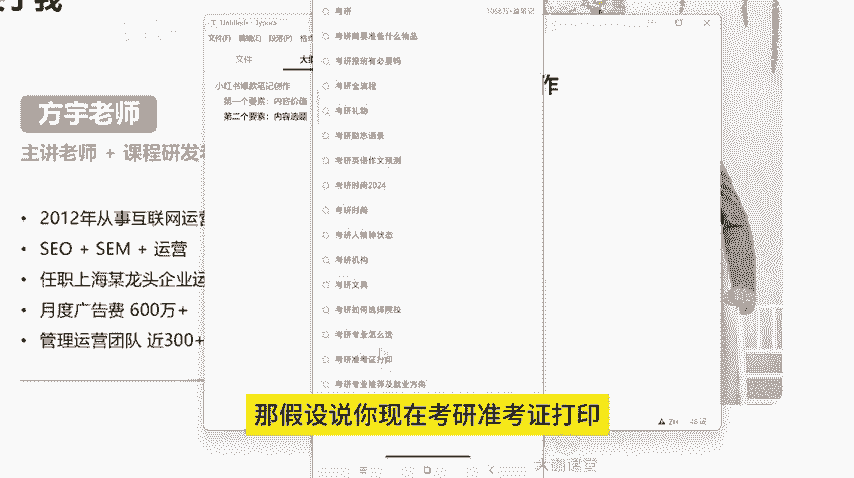 方宇老师
主讲老师 + 课程研发
• 2012年从事互联网运营
• SEO + SEM + 运营
• 任职上海某龙头企业运
• 月度广告费 600万+
• 管理运营团队 近300+
文件(F) 编辑(E) 段落(P) 格式
文件
小红书爆款笔记创作
第一个要素：内容价值
第二个要素：内容选题
作
考研
考研需要准备什么物品
考研报班有必要吗
考研全流程
考研礼物
考研励志语录
考研英语作文预测
考研时间2024
考研时间
考研人精神状态
考研机构
考研文具
考研如何选择院校
考研专业怎么选
考研准考证打印
考研专业推荐及就业方向
那假设说你现在考研准考证打印